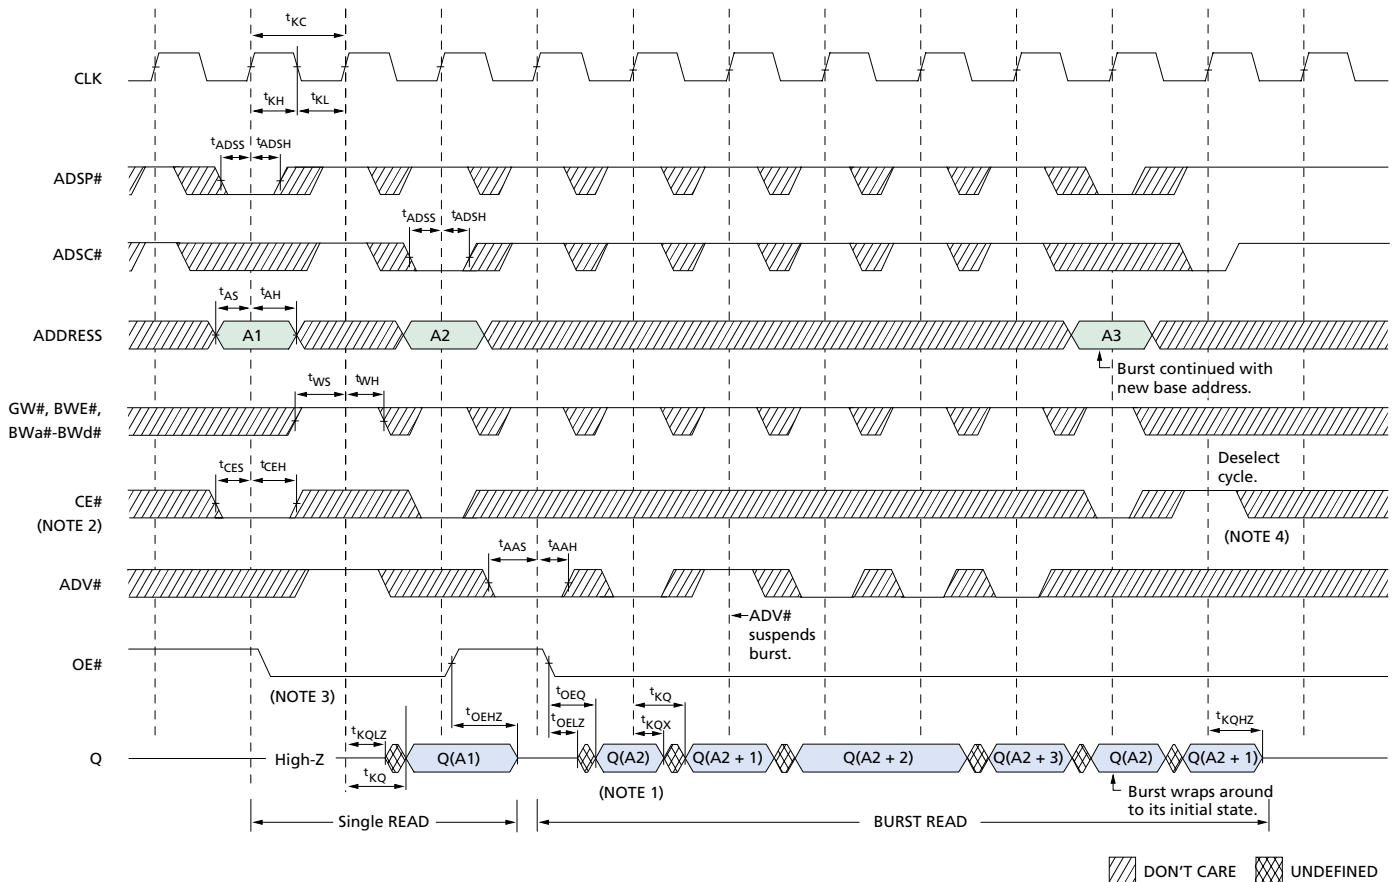 tKC
CLK
tKH tKL
tADSS tADSH
ADSP#
tADSS tADSH
ADSC#
tAS tAH
ADDRESS A1 A2 A3
Burst continued with
new base address.
tWS tWH
GW#, BWE#,
BWa#-BWd#
tCES tCEH
Deselect
cycle.
CE#
(NOTE 2)
(NOTE 4)
tAAS tAAH
ADV#
ADV#
suspends
burst.
OE#
(NOTE 3)
tOEHZ tOEQ tOELZ tKQ tKQX tKQHZ
tKQLZ
Q High-Z Q(A1) Q(A2) Q(A2 + 1) Q(A2 + 2) Q(A2 + 3) Q(A2) Q(A2 + 1)
tKQ
(NOTE 1)
Burst wraps around
to its initial state.
Single READ BURST READ
DON'T CARE UNDEFINED